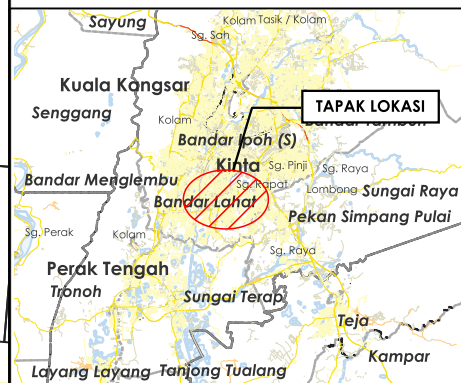 Sayung
Kolam Tasik / Kolam
Sg. Sah
Kuala Kangsar
Senggang
TAPAK LOKASI
Kolam
Bandar Ipoh (S)
Kinta
Sg. Pinji
Sg. Raya
Bandar Menglembu
Sg. Rapat
Lombong
Sungai Raya
Bandar Lahat
Pekan Simpang Pulai
Sg. Perak
Kolam
Sg. Raya
Perak Tengah
Tronoh
Sungai Terap
Teja
Kampar
Layang Layang
Tanjong Tualang